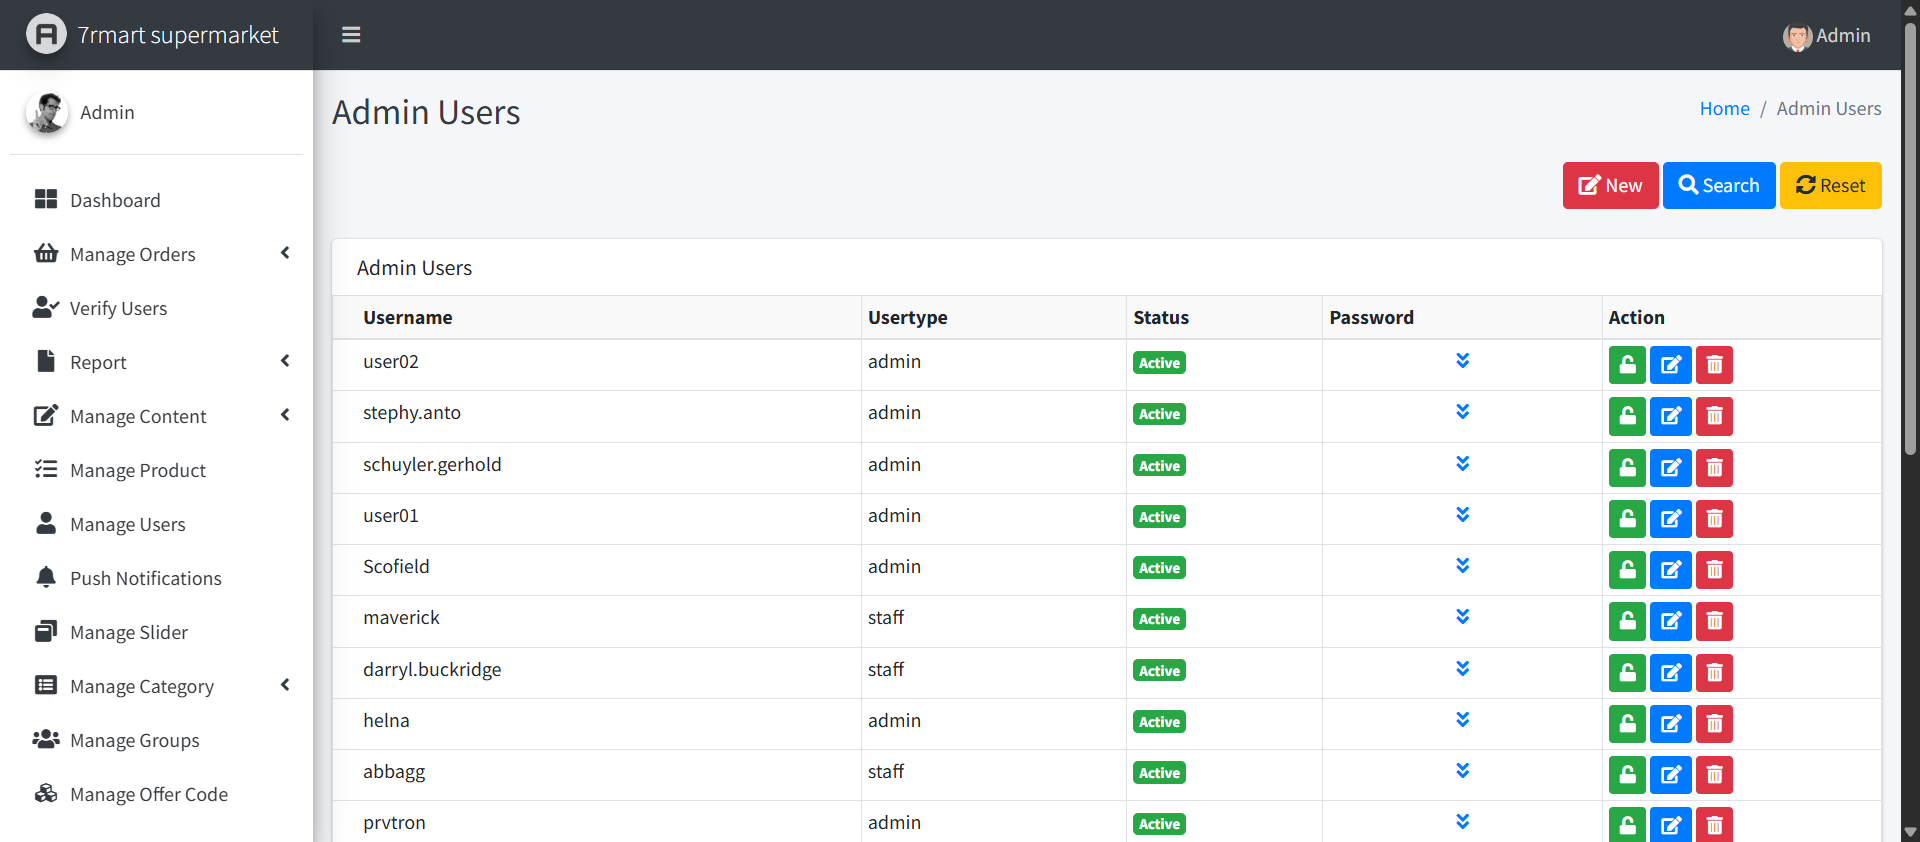 7rmart supermarket
Admin
Admin
Dashboard
Manage Orders
Verify Users
Report
Manage Content
Manage Product
Manage Users
Push Notifications
Manage Slider
Manage Category
Manage Groups
Manage Offer Code
Admin Users
Home / Admin Users
New Search Reset
Admin Users
Username Usertype Status Password Action
user02 admin Active
stephy.anto admin Active
schuyler.gerhold admin Active
user01 admin Active
Scofield admin Active
maverick staff Active
darryl.buckridge staff Active
helna admin Active
abbagg staff Active
prvtron admin Active